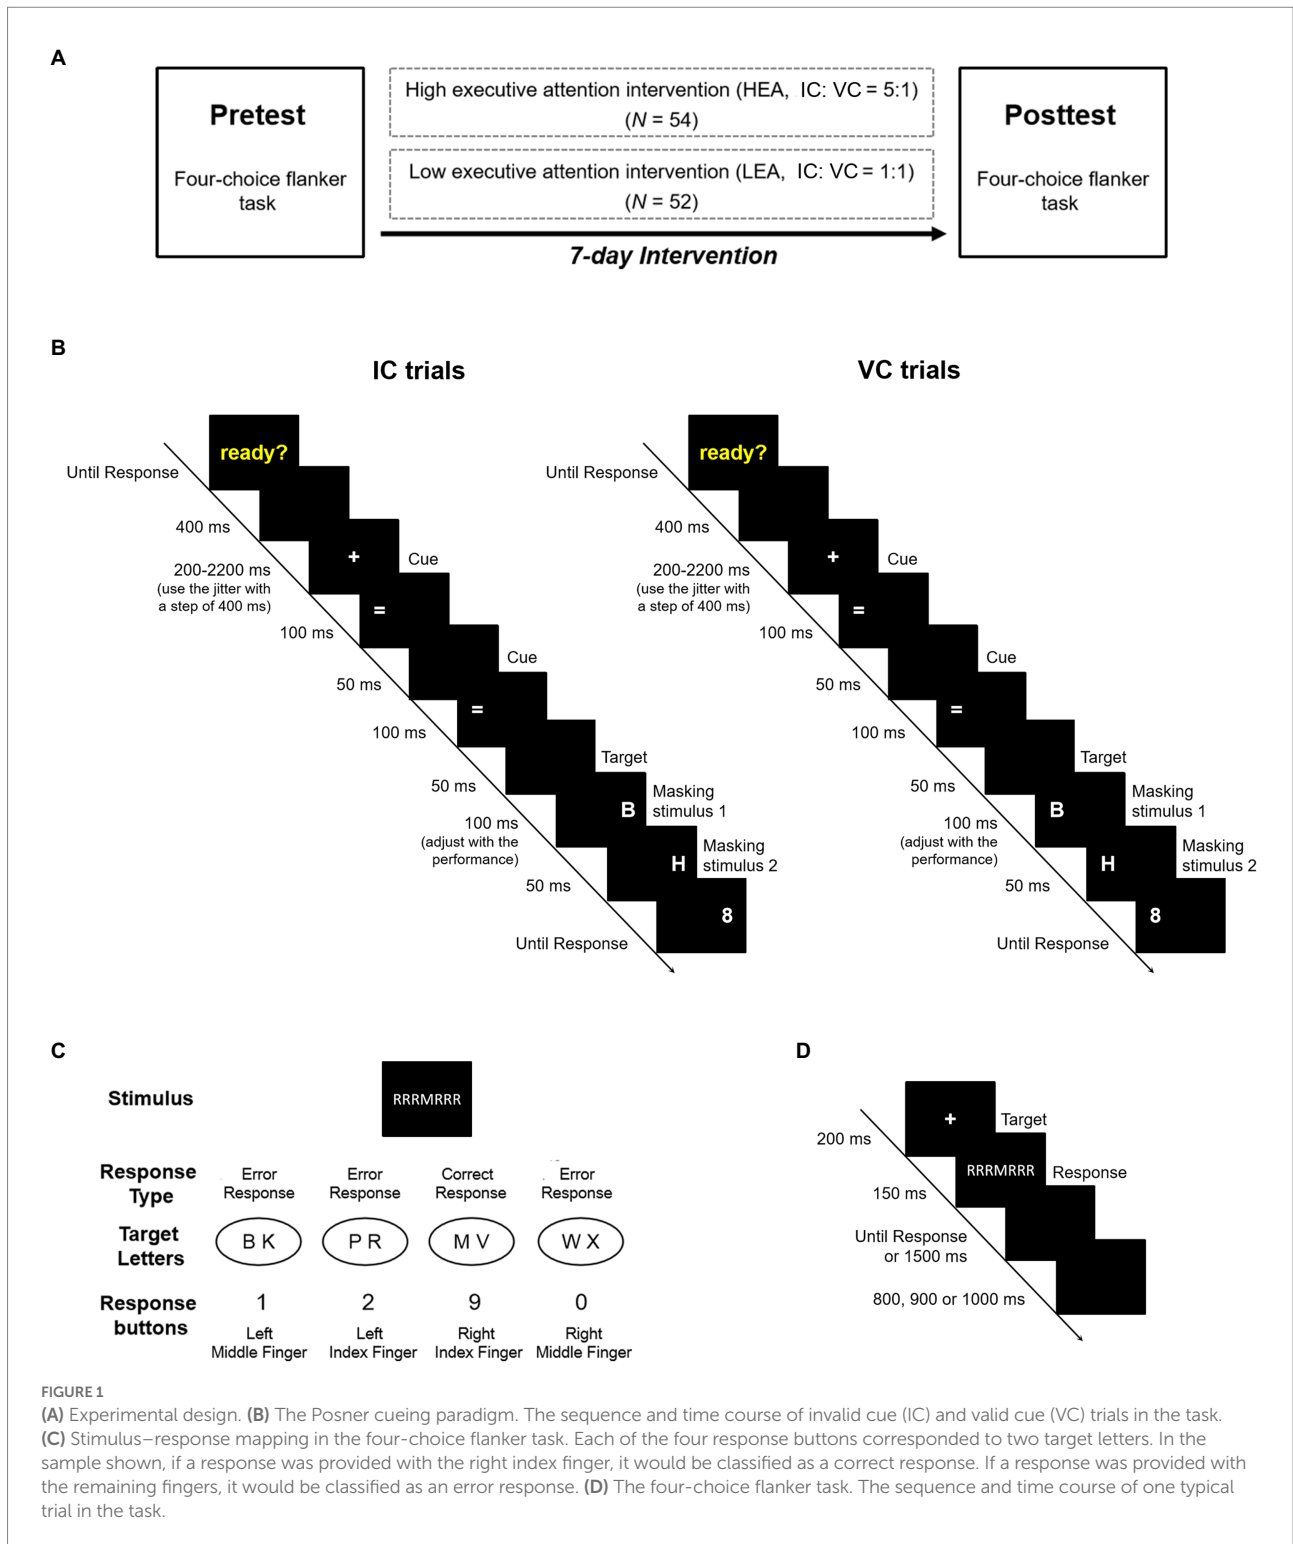 A
Pretest
Four-choice flanker
task
High executive attention intervention (HEA, IC: VC = 5:1)
(N = 54)
Low executive attention intervention (LEA, IC: VC = 1:1)
(N = 52)
7-day Intervention
Posttest
Four-choice flanker
task
B
IC trials
ready?
Until Response
400 ms
+
Cue
200-2200 ms
(use the jitter with
a step of 400 ms)
=
100 ms
Cue
50 ms
=
100 ms
Target
50 ms
B
Masking
stimulus 1
100 ms
(adjust with the
performance)
H
Masking
stimulus 2
50 ms
8
Until Response
VC trials
ready?
Until Response
400 ms
+
Cue
200-2200 ms
(use the jitter with
a step of 400 ms)
=
100 ms
Cue
50 ms
=
100 ms
Target
50 ms
B
Masking
stimulus 1
100 ms
(adjust with the
performance)
H
Masking
stimulus 2
50 ms
8
Until Response
C
Stimulus
RRRMRRR
Response
Type
Error
Response
Error
Response
Correct
Response
Error
Response
Target
Letters
B K
P R
M V
W X
Response
buttons
1
2
9
0
Left
Middle Finger
Left
Index Finger
Right
Index Finger
Right
Middle Finger
D
+
Target
200 ms
RRRMRRR
Response
150 ms
Until Response
or 1500 ms
800, 900 or 1000 ms
FIGURE 1
(A) Experimental design. (B) The Posner cueing paradigm. The sequence and time course of invalid cue (IC) and valid cue (VC) trials in the task.
(C) Stimulus–response mapping in the four-choice flanker task. Each of the four response buttons corresponded to two target letters. In the
sample shown, if a response was provided with the right index finger, it would be classified as a correct response. If a response was provided with
the remaining fingers, it would be classified as an error response. (D) The four-choice flanker task. The sequence and time course of one typical
trial in the task.